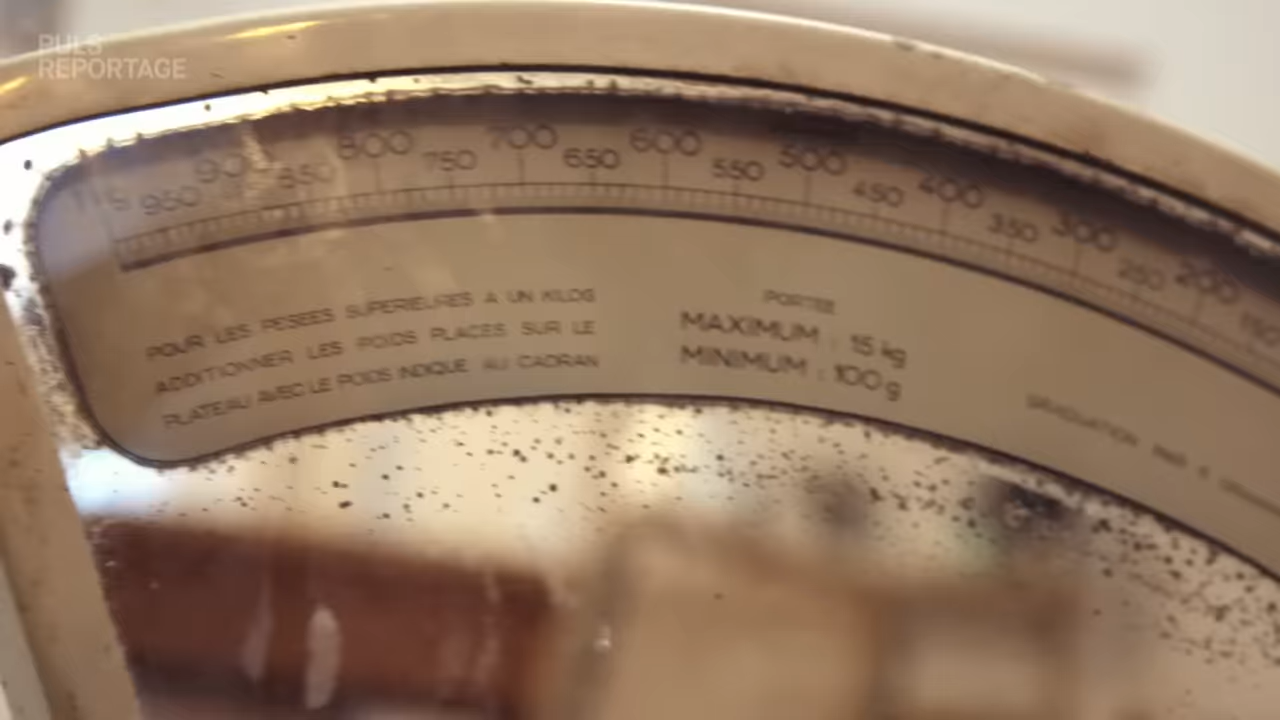 PULS
REPORTAGE
950 900 850 800 750 700 650 600 550 500 450 400 350 300 250 200 150
POUR LES PESEES SUPERIEURES A UN KILOG
ADDITIONNER LES POIDS PLACES SUR LE
PLATEAU AVEC LE POIDS INDIQUE AU CADRAN
PORTEE
MAXIMUM : 15 kg
MINIMUM : 100 g
GRADUATION